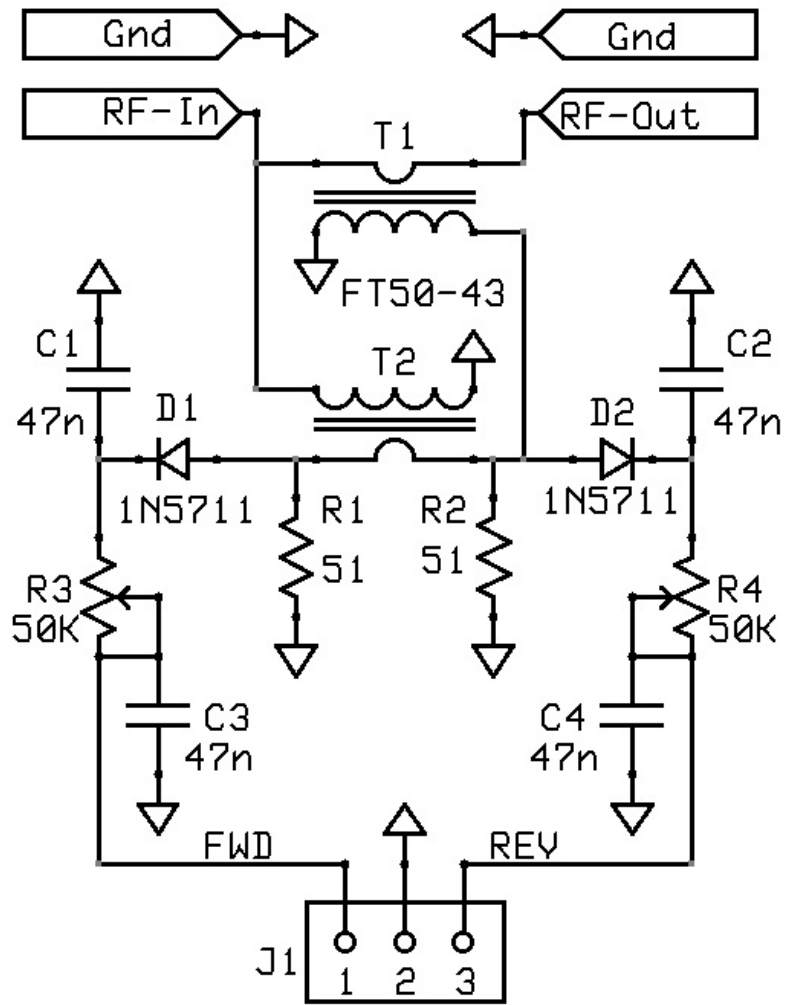 Gnd
Gnd
RF-In
RF-Out
T1
FT50-43
C1
47n
T2
C2
47n
D1
1N5711
D2
1N5711
R1
51
R2
51
R3
50K
R4
50K
C3
47n
C4
47n
FWD
REV
J1
1 2 3